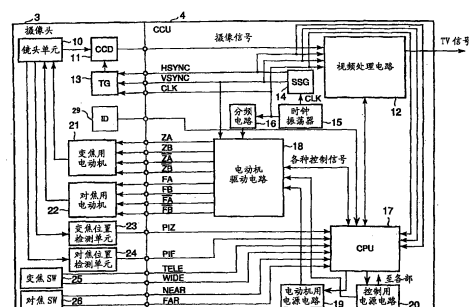 3
4
摄像头
CCU
镜头单元
10
CCD
11
摄像信号
TV 信号
TG
13
HSYNC
VSYNC
CLK
SSG
14
CLK
视频处理电路
12
ID
29
分频
电路
16
时钟
振荡器
15
21
变焦用
电动机
ZA
ZB
ZA
ZB
18
电动机
驱动电路
各种控制信号
对焦用
电动机
22
FA
FB
FA
FB
17
CPU
变焦位置
检测单元
23
PIZ
对焦位置
检测单元
24
PIF
变焦 SW
25
TELE
WIDE
对焦 SW
26
NEAR
FAR
电动机用
电源电路
19
控制用
电源电路
20
至各部